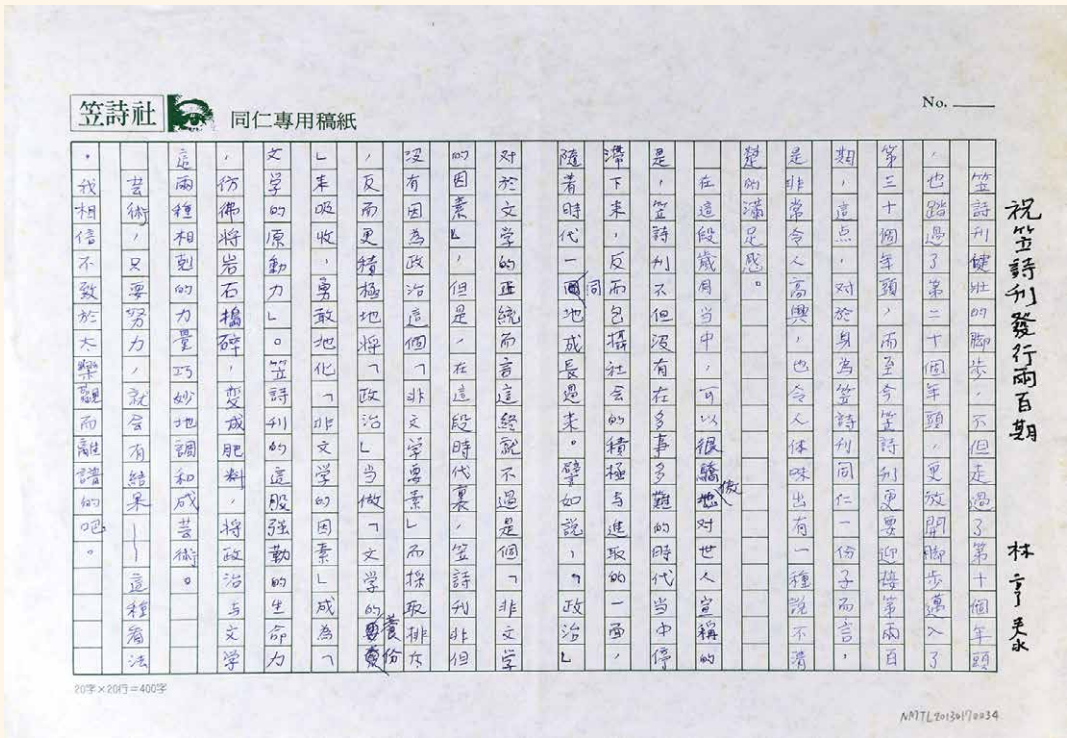 No.
笠詩社
同仁專用稿紙
祝笠詩刊發行兩百期
林亨泰
笠詩刊健壯的脚步,不但走過了第十個年頭
,也踏過了第二十個年頭,更放開脚步邁入了
第三十個年頭,而至今笠詩刊更要迎接第兩百
期,這点,对於身為笠詩刊同仁一份子而言,
是非常令人高興,也令人体味出有一種說不清
楚的滿足感。
在這段歲月当中,可以很驕傲地对世人宣稱的
是,笠詩刊不但没有在多事多難的時代当中停
滯下来,反而包攝社会的積極与進取的一面,
隨着時代一同地成長過来。譬如說,「政治」
对於文学的正統而言這終就不過是個「非文学
的因素」,但是,在這段時代裏,笠詩刊非但
没有因為政治這個「非文学要素」而採取排斥
,反而更積極地將「政治」当做「文学的養份
」来吸收,勇敢地化「非文学的因素」成為「
文学的原動力」。笠詩刊的這股強勁的生命力
,彷彿將岩石搗碎,變成肥料,將政治与文学
這兩種相剋的力量巧妙地調和成芸術。
芸術,只要努力,就会有結果——這種看法
,我相信不致於太樂觀而離譜的吧。
20字×20行=400字
NMTL20130170034